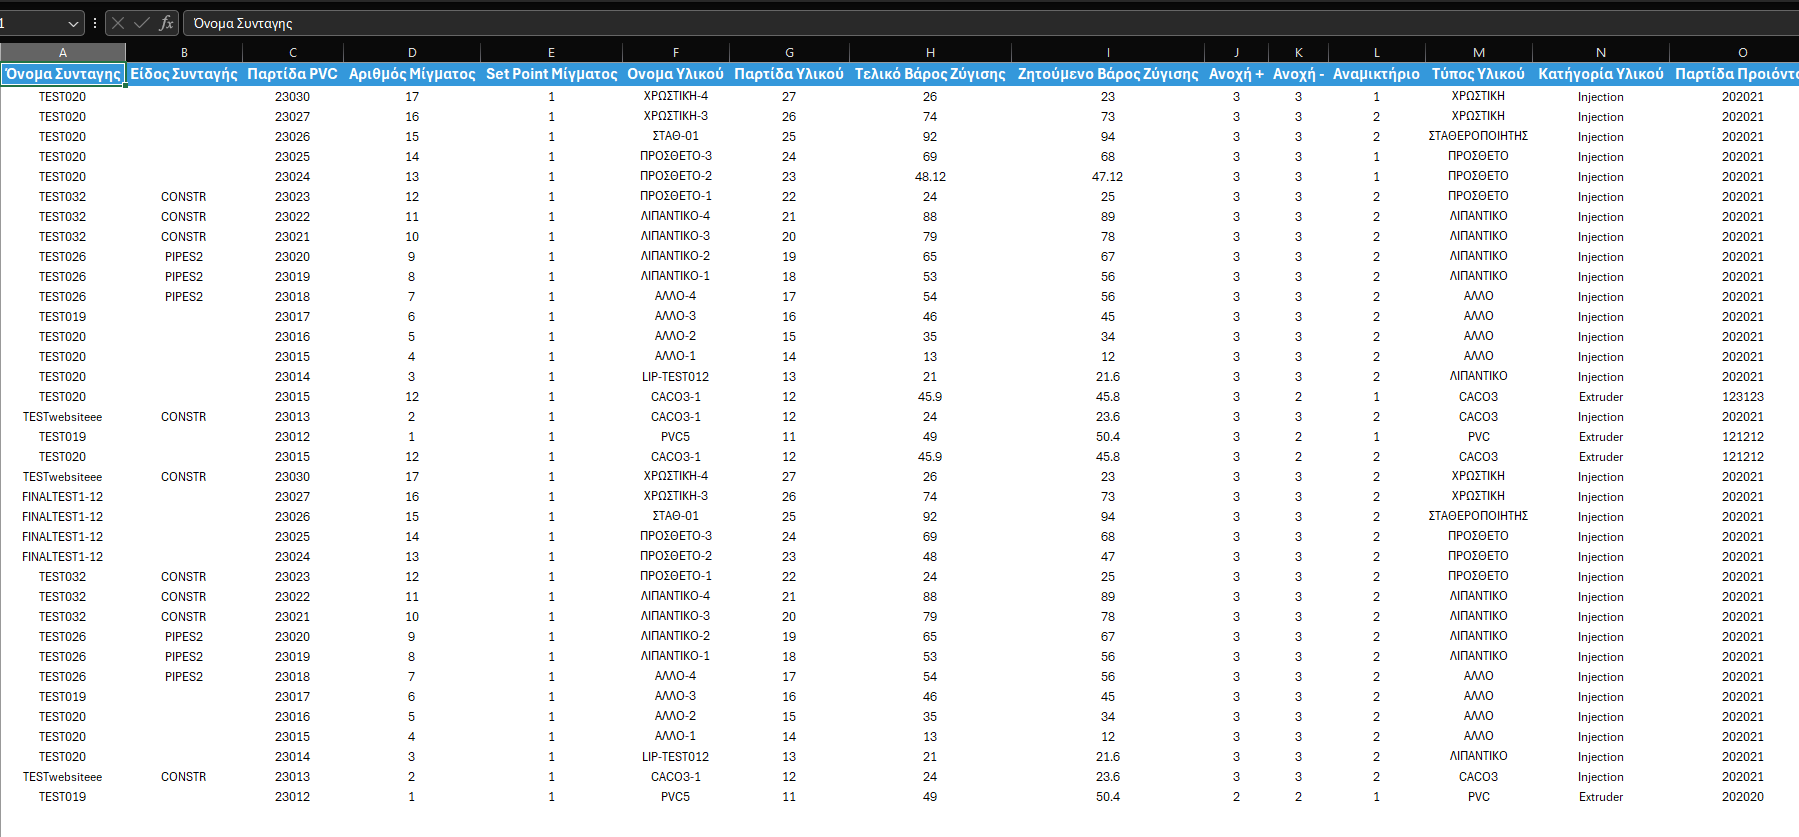 1 fx Όνομα Συνταγης
A B C D E F G H I J K L M N O
Όνομα Συνταγης Είδος Συνταγής Παρτίδα PVC Αριθμός Μίγματος Set Point Μίγματος Ονομα Υλικού Παρτίδα Υλικού Τελικό Βάρος Ζύγισης Ζητούμενο Βάρος Ζύγισης Ανοχή + Ανοχή - Αναμικτήριο Τύπος Υλικού Κατήγορία Υλικού Παρτίδα Προιόντο
TEST020 23030 17 1 ΧΡΩΣΤΙΚΗ-4 27 26 23 3 3 1 ΧΡΩΣΤΙΚΗ Injection 202021
TEST020 23027 16 1 ΧΡΩΣΤΙΚΗ-3 26 74 73 3 3 2 ΧΡΩΣΤΙΚΗ Injection 202021
TEST020 23026 15 1 ΣΤΑΘ-01 25 92 94 3 3 2 ΣΤΑΘΕΡΟΠΟΙΗΤΗΣ Injection 202021
TEST020 23025 14 1 ΠΡΟΣΘΕΤΟ-3 24 69 68 3 3 1 ΠΡΟΣΘΕΤΟ Injection 202021
TEST020 23024 13 1 ΠΡΟΣΘΕΤΟ-2 23 48.12 47.12 3 3 1 ΠΡΟΣΘΕΤΟ Injection 202021
TEST032 CONSTR 23023 12 1 ΠΡΟΣΘΕΤΟ-1 22 24 25 3 3 2 ΠΡΟΣΘΕΤΟ Injection 202021
TEST032 CONSTR 23022 11 1 ΛΙΠΑΝΤΙΚΟ-4 21 88 89 3 3 2 ΛΙΠΑΝΤΙΚΟ Injection 202021
TEST032 CONSTR 23021 10 1 ΛΙΠΑΝΤΙΚΟ-3 20 79 78 3 3 2 ΛΙΠΑΝΤΙΚΟ Injection 202021
TEST026 PIPES2 23020 9 1 ΛΙΠΑΝΤΙΚΟ-2 19 65 67 3 3 2 ΛΙΠΑΝΤΙΚΟ Injection 202021
TEST026 PIPES2 23019 8 1 ΛΙΠΑΝΤΙΚΟ-1 18 53 56 3 3 2 ΛΙΠΑΝΤΙΚΟ Injection 202021
TEST026 PIPES2 23018 7 1 ΑΛΛΟ-4 17 54 56 3 3 2 ΑΛΛΟ Injection 202021
TEST019 23017 6 1 ΑΛΛΟ-3 16 46 45 3 3 2 ΑΛΛΟ Injection 202021
TEST020 23016 5 1 ΑΛΛΟ-2 15 35 34 3 3 2 ΑΛΛΟ Injection 202021
TEST020 23015 4 1 ΑΛΛΟ-1 14 13 12 3 3 2 ΑΛΛΟ Injection 202021
TEST020 23014 3 1 LIP-TEST012 13 21 21.6 3 3 2 ΛΙΠΑΝΤΙΚΟ Injection 202021
TEST020 23015 12 1 CACO3-1 12 45.9 45.8 3 2 1 CACO3 Extruder 123123
TESTwebsiteee CONSTR 23013 2 1 CACO3-1 12 24 23.6 3 3 2 CACO3 Injection 202021
TEST019 23012 1 1 PVC5 11 49 50.4 3 2 1 PVC Extruder 121212
TEST020 23015 12 1 CACO3-1 12 45.9 45.8 3 2 2 CACO3 Extruder 121212
TESTwebsiteee CONSTR 23030 17 1 ΧΡΩΣΤΙΚΗ-4 27 26 23 3 3 2 ΧΡΩΣΤΙΚΗ Injection 202021
FINALTEST1-12 23027 16 1 ΧΡΩΣΤΙΚΗ-3 26 74 73 3 3 2 ΧΡΩΣΤΙΚΗ Injection 202021
FINALTEST1-12 23026 15 1 ΣΤΑΘ-01 25 92 94 3 3 2 ΣΤΑΘΕΡΟΠΟΙΗΤΗΣ Injection 202021
FINALTEST1-12 23025 14 1 ΠΡΟΣΘΕΤΟ-3 24 69 68 3 3 2 ΠΡΟΣΘΕΤΟ Injection 202021
FINALTEST1-12 23024 13 1 ΠΡΟΣΘΕΤΟ-2 23 48 47 3 3 2 ΠΡΟΣΘΕΤΟ Injection 202021
TEST032 CONSTR 23023 12 1 ΠΡΟΣΘΕΤΟ-1 22 24 25 3 3 2 ΠΡΟΣΘΕΤΟ Injection 202021
TEST032 CONSTR 23022 11 1 ΛΙΠΑΝΤΙΚΟ-4 21 88 89 3 3 2 ΛΙΠΑΝΤΙΚΟ Injection 202021
TEST032 CONSTR 23021 10 1 ΛΙΠΑΝΤΙΚΟ-3 20 79 78 3 3 2 ΛΙΠΑΝΤΙΚΟ Injection 202021
TEST026 PIPES2 23020 9 1 ΛΙΠΑΝΤΙΚΟ-2 19 65 67 3 3 2 ΛΙΠΑΝΤΙΚΟ Injection 202021
TEST026 PIPES2 23019 8 1 ΛΙΠΑΝΤΙΚΟ-1 18 53 56 3 3 2 ΛΙΠΑΝΤΙΚΟ Injection 202021
TEST026 PIPES2 23018 7 1 ΑΛΛΟ-4 17 54 56 3 3 2 ΑΛΛΟ Injection 202021
TEST019 23017 6 1 ΑΛΛΟ-3 16 46 45 3 3 2 ΑΛΛΟ Injection 202021
TEST020 23016 5 1 ΑΛΛΟ-2 15 35 34 3 3 2 ΑΛΛΟ Injection 202021
TEST020 23015 4 1 ΑΛΛΟ-1 14 13 12 3 3 2 ΑΛΛΟ Injection 202021
TEST020 23014 3 1 LIP-TEST012 13 21 21.6 3 3 2 ΛΙΠΑΝΤΙΚΟ Injection 202021
TESTwebsiteee CONSTR 23013 2 1 CACO3-1 12 24 23.6 3 3 2 CACO3 Injection 202021
TEST019 23012 1 1 PVC5 11 49 50.4 2 2 1 PVC Extruder 202020